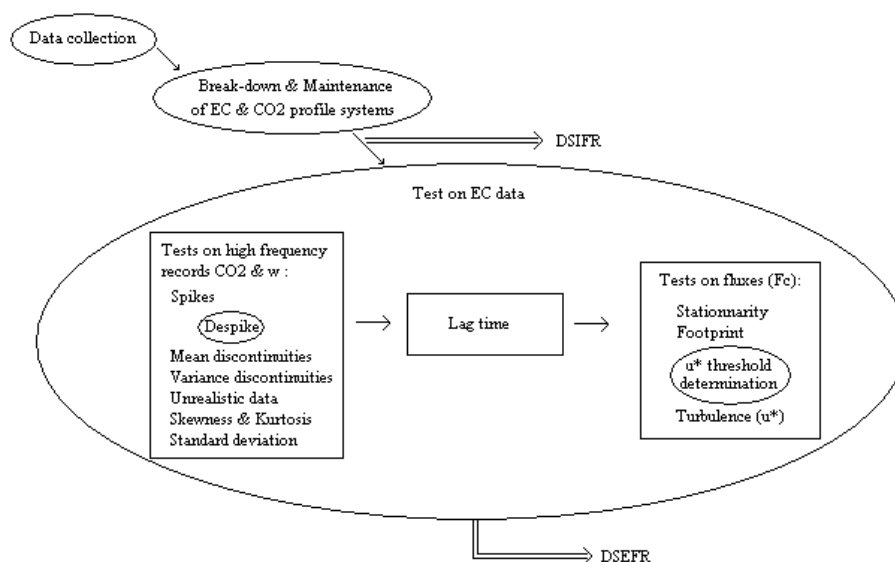 Data collection
Break-down & Maintenance
of EC & CO2 profile systems
DSIFR
Test on EC data
Tests on high frequency
records CO2 & w :
Spikes
Despike
Mean discontinuities
Variance discontinuities
Unrealistic data
Skewness & Kurtosis
Standard deviation
Lag time
Tests on fluxes (Fc):
Stationnarity
Footprint
u* threshold
determination
Turbulence (u*)
DSEFR